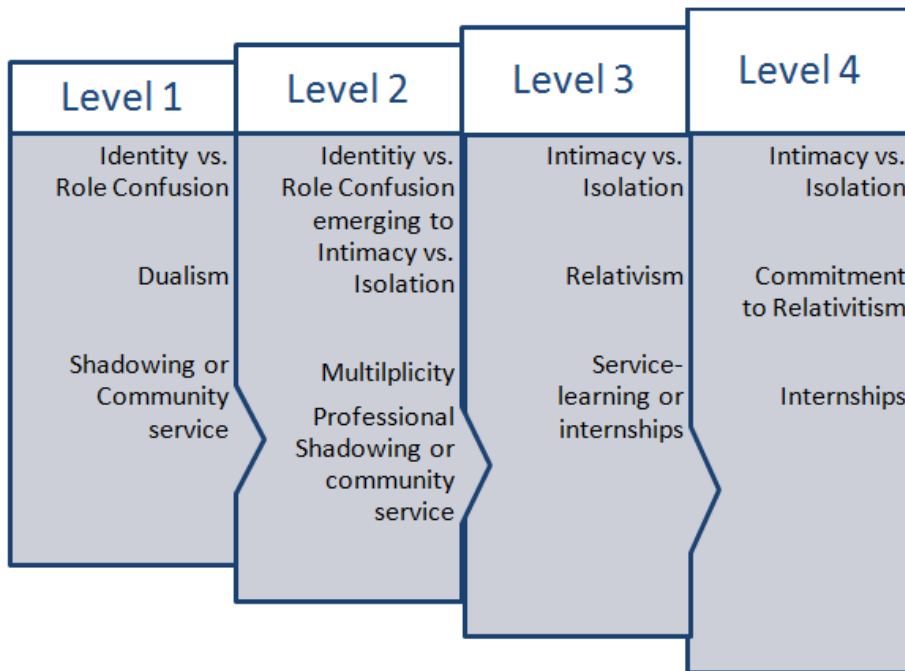 Level 1
Identity vs.
Role Confusion
Dualism
Shadowing or
Community
service
Level 2
Identitiy vs.
Role Confusion
emerging to
Intimacy vs.
Isolation
Multilplicity
Professional
Shadowing or
community
service
Level 3
Intimacy vs.
Isolation
Relativism
Service-
learning or
internships
Level 4
Intimacy vs.
Isolation
Commitment
to Relativitism
Internships